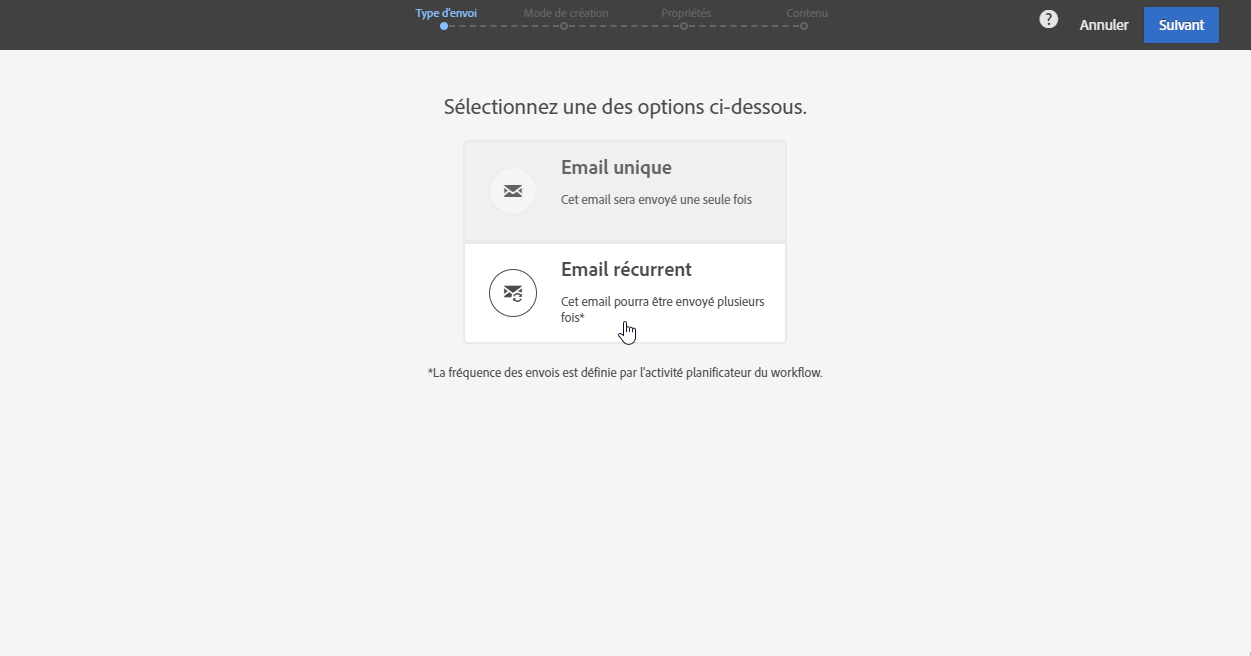 Type d'envoi
Mode de création
Propriétés
Contenu
?
Annuler
Suivant
Sélectionnez une des options ci-dessous.
Email unique
Cet email sera envoyé une seule fois
Email récurrent
Cet email pourra être envoyé plusieurs
fois*
*La fréquence des envois est définie par l'activité planificateur du workflow.